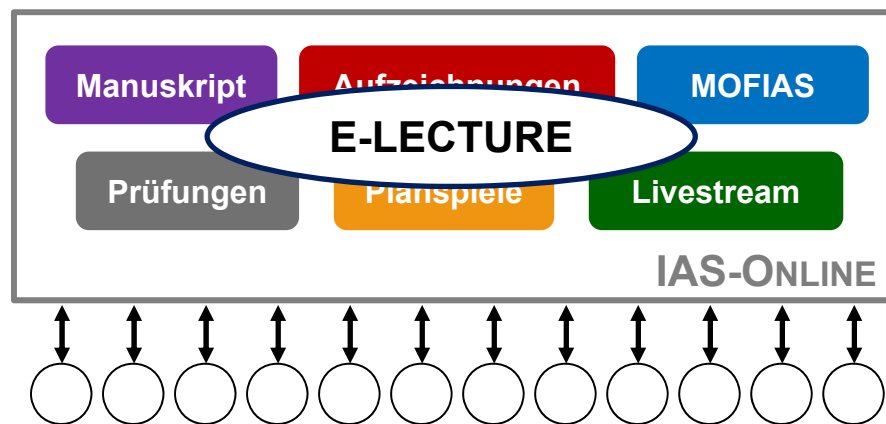 Manuskript Aufzeichnungen MOFIAS
E-LECTURE
Prüfungen Planspiele Livestream
IAS-ONLINE